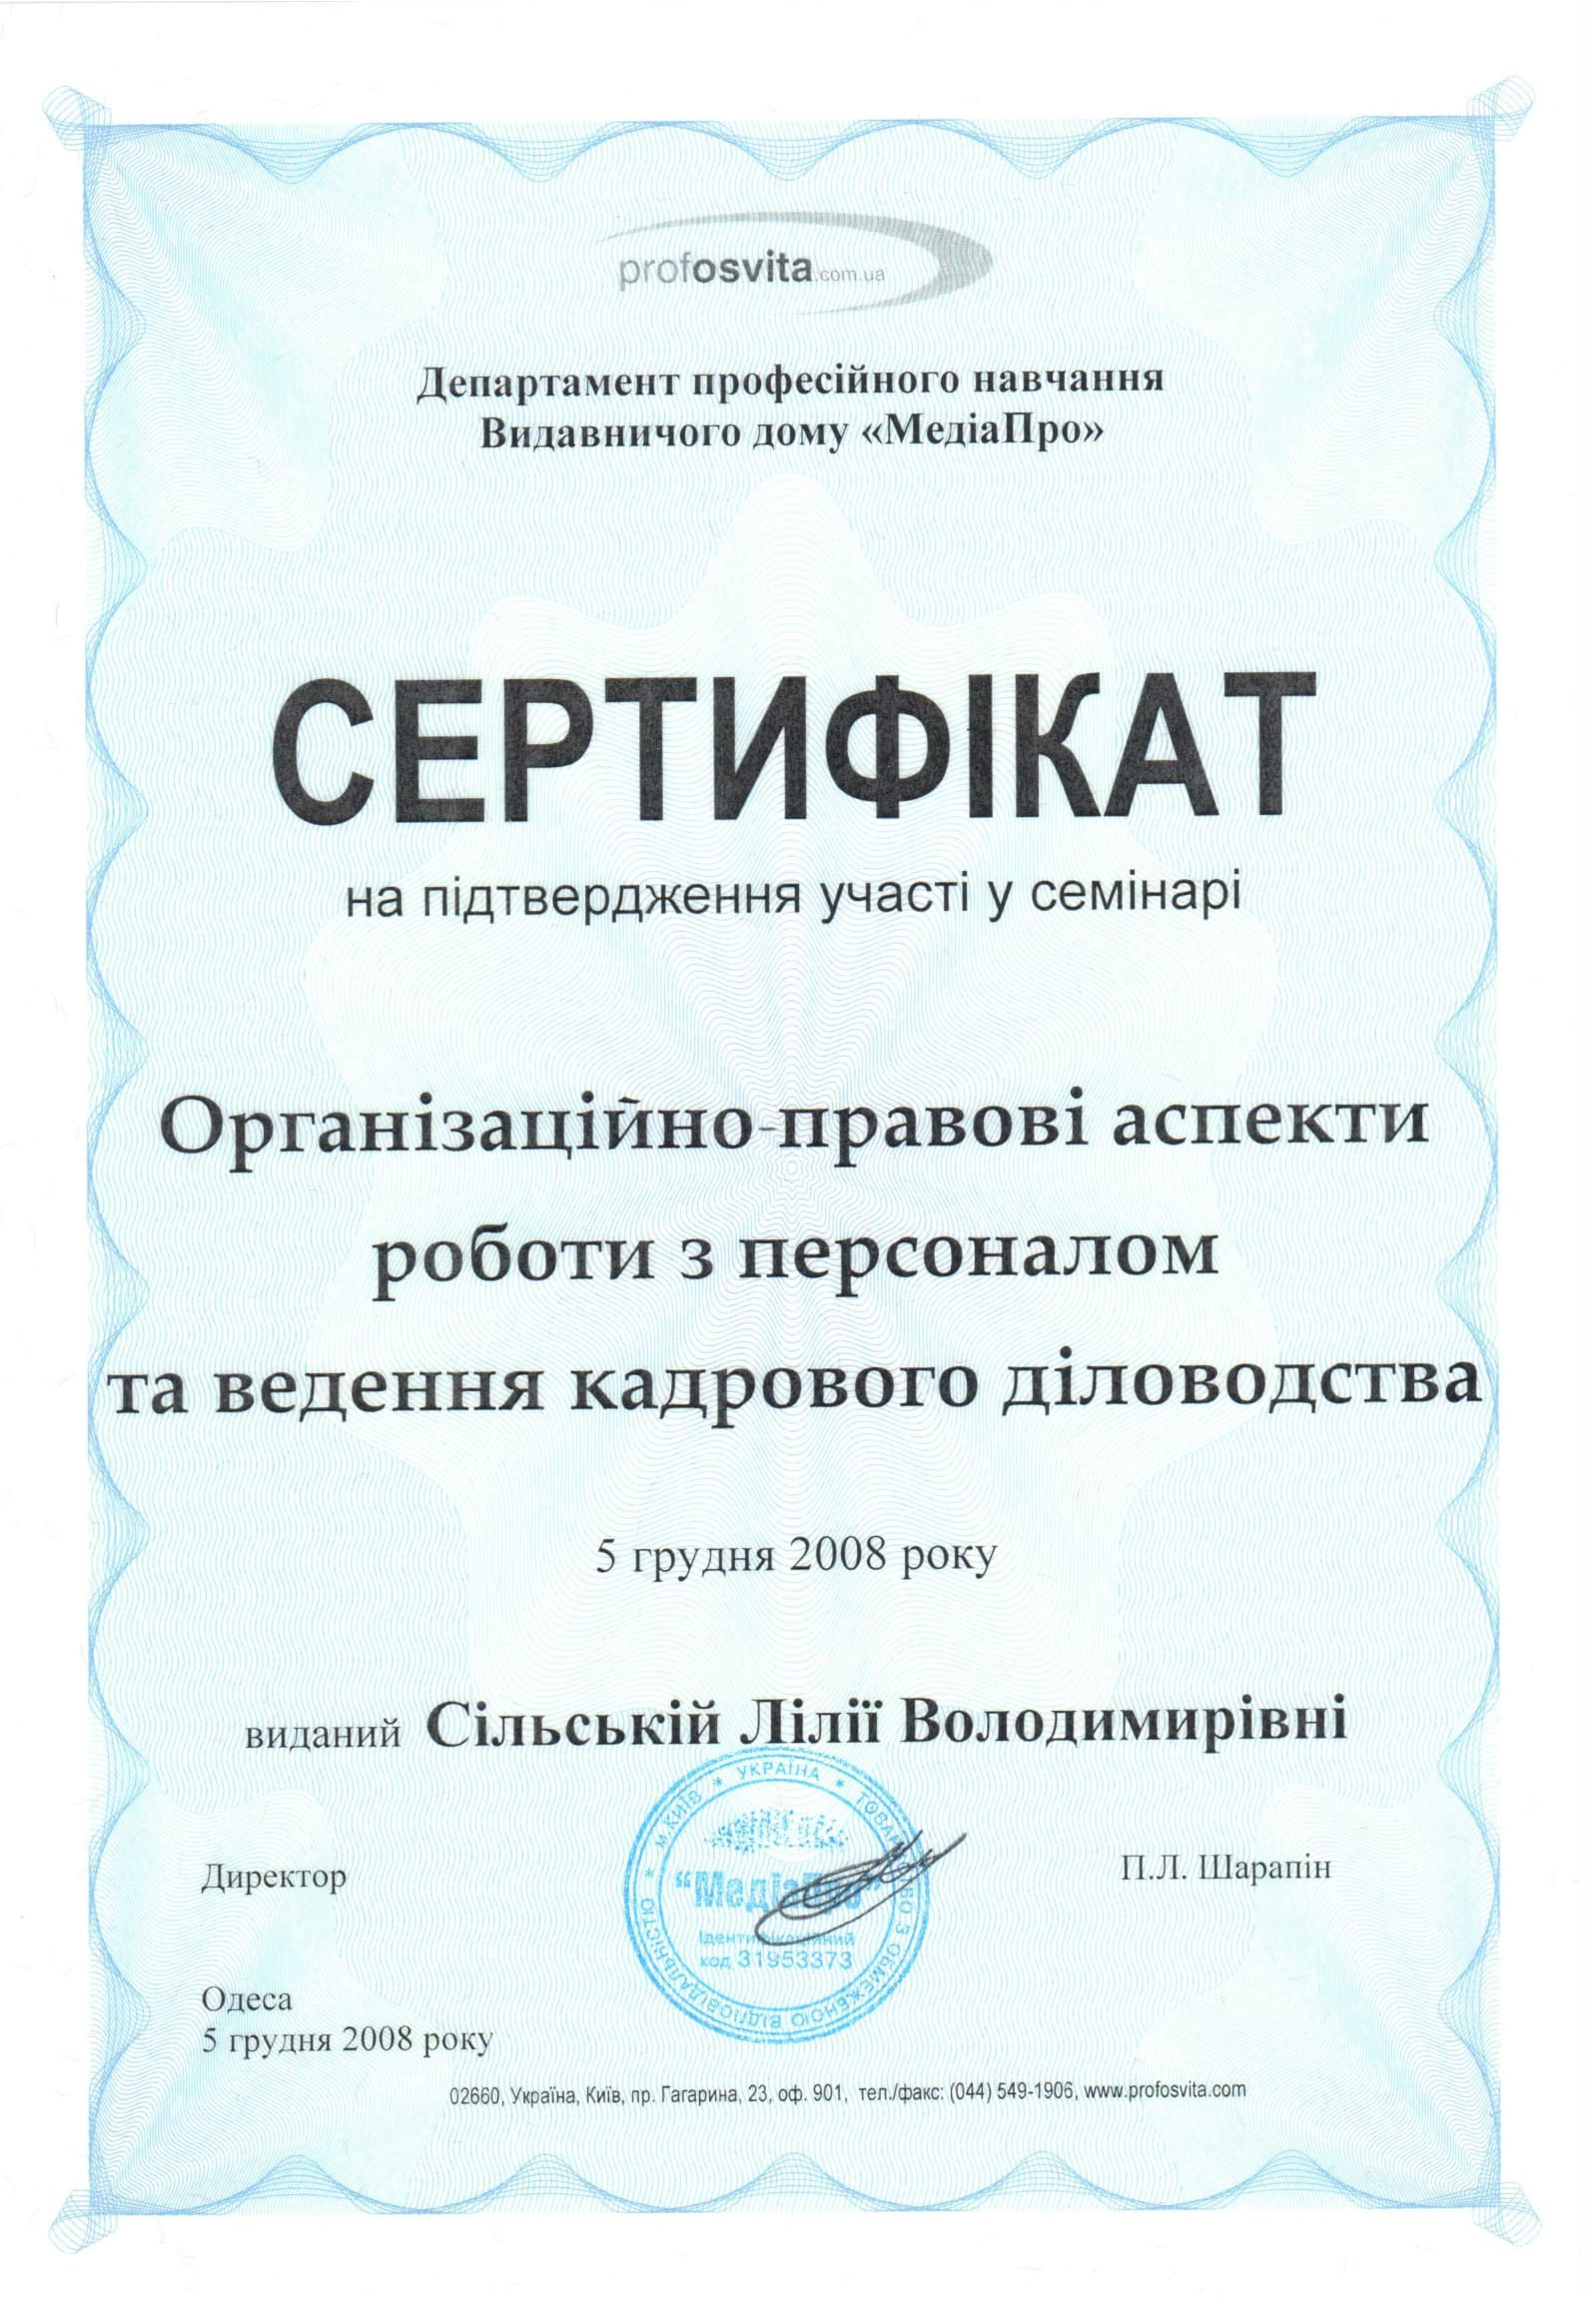 profosvita.com.ua
Департамент професійного навчання
Видавничого дому «МедіаПро»
СЕРТИФІКАТ
на підтвердження участі у семінарі
Організаційно-правові аспекти
роботи з персоналом
та ведення кадрового діловодства
5 грудня 2008 року
виданий Сільській Лілії Володимирівні
* УКРАЇНА * ТОВАРИСТВО З ОБМЕЖЕНОЮ ВІДПОВІДАЛЬНІСТЮ * м.КИЇВ
"МедіаПро"
Ідентифікаційний
код 31953373
Директор
П.Л. Шарапін
Одеса
5 грудня 2008 року
02660, Україна, Київ, пр. Гагарина, 23, оф. 901, тел./факс: (044) 549-1906, www.profosvita.com